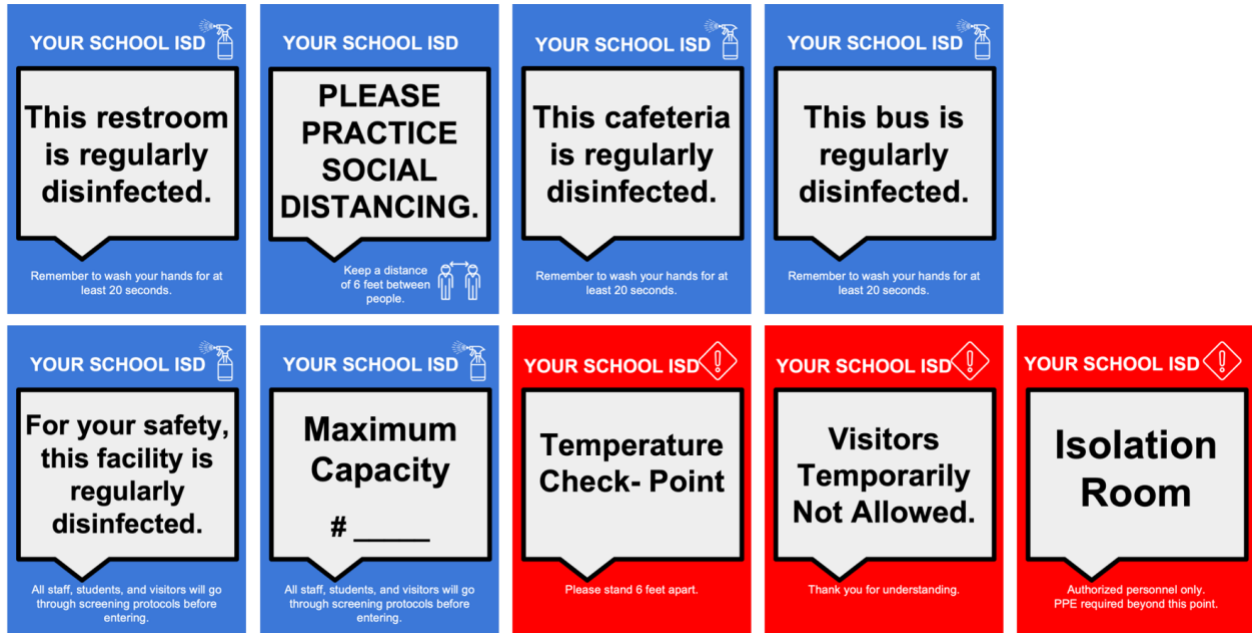 YOUR SCHOOL ISD
This restroom
is regularly
disinfected.
Remember to wash your hands for at
least 20 seconds.
YOUR SCHOOL ISD
PLEASE
PRACTICE
SOCIAL
DISTANCING.
Keep a distance
of 6 feet between
people.
YOUR SCHOOL ISD
This cafeteria
is regularly
disinfected.
Remember to wash your hands for at
least 20 seconds.
YOUR SCHOOL ISD
This bus is
regularly
disinfected.
Remember to wash your hands for at
least 20 seconds.
YOUR SCHOOL ISD
For your safety,
this facility is
regularly
disinfected.
All staff, students, and visitors will go
through screening protocols before
entering.
YOUR SCHOOL ISD
Maximum
Capacity
# _____
All staff, students, and visitors will go
through screening protocols before
entering.
YOUR SCHOOL ISD
Temperature
Check- Point
Please stand 6 feet apart.
YOUR SCHOOL ISD
Visitors
Temporarily
Not Allowed.
Thank you for understanding.
YOUR SCHOOL ISD
Isolation
Room
Authorized personnel only.
PPE required beyond this point.